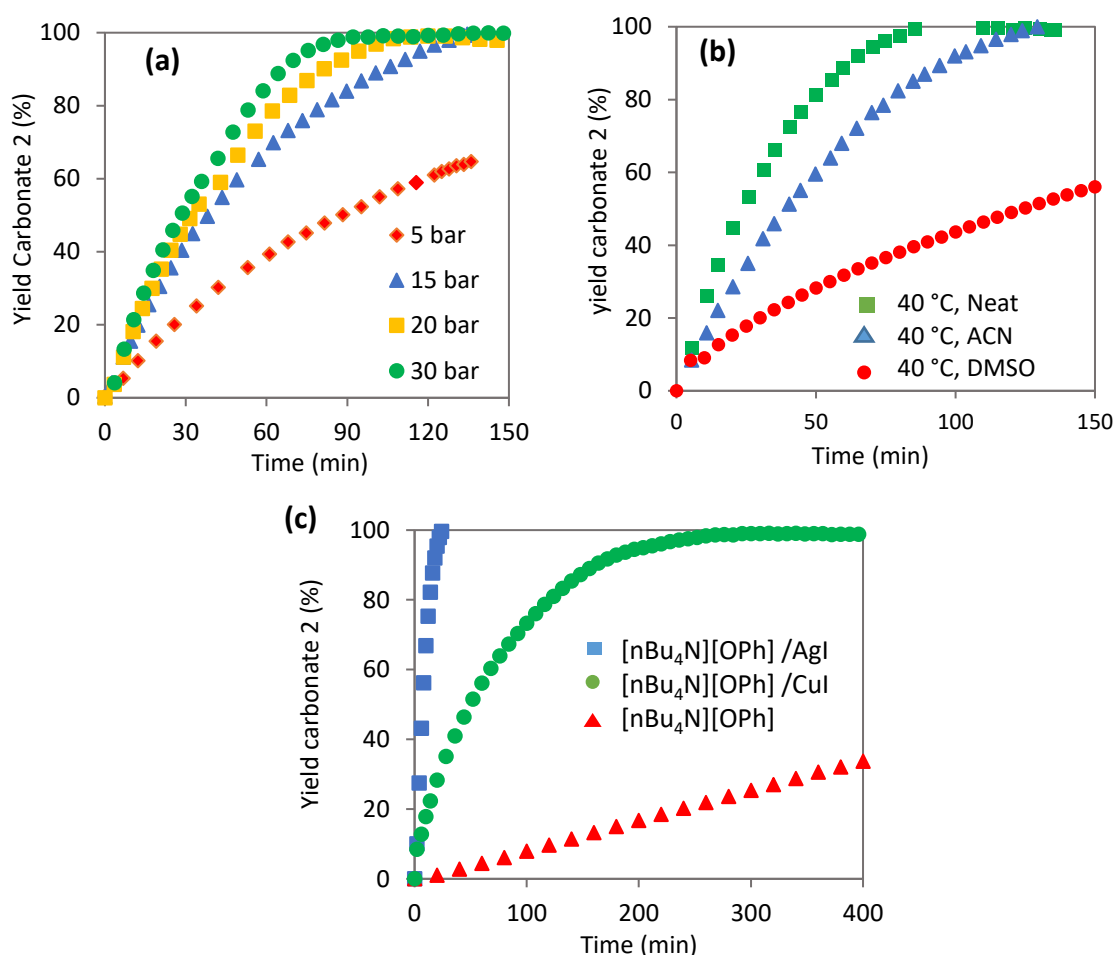 (a)
Yield Carbonate 2 (%)
100
80
60
40
20
0
5 bar
15 bar
20 bar
30 bar
0 30 60 90 120 150
Time (min)
(b)
yield carbonate 2 (%)
100
80
60
40
20
0
40 °C, Neat
40 °C, ACN
40 °C, DMSO
0 50 100 150
Time (min)
(c)
Yield carbonate 2 (%)
100
80
60
40
20
0
[nBu₄N][OPh] /AgI
[nBu₄N][OPh] /CuI
[nBu₄N][OPh]
0 100 200 300 400
Time (min)